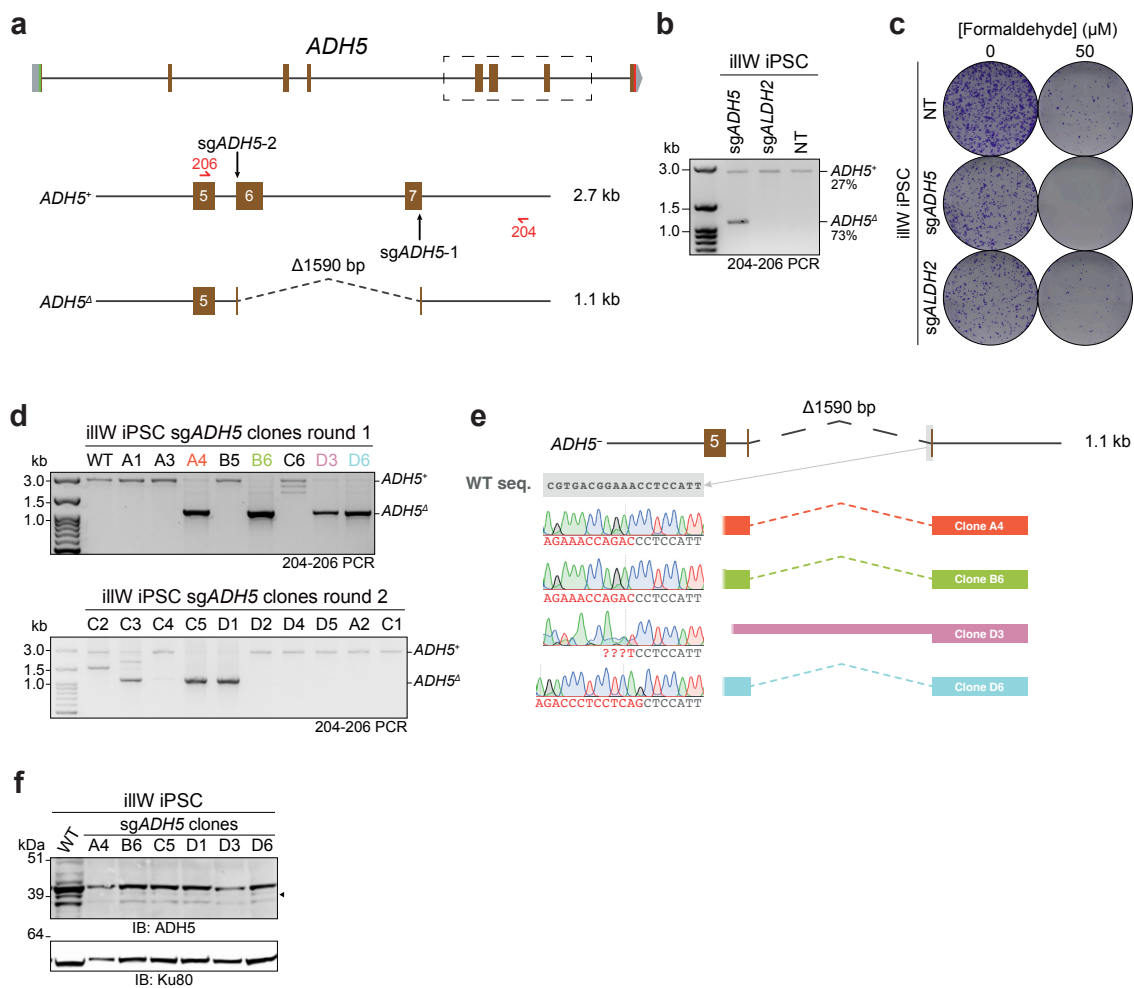 a
ADH5
sgADH5-2
206
ADH5⁺ 5 6 7 2.7 kb
204
sgADH5-1
Δ1590 bp
ADH5Δ 5 1.1 kb
b
illW iPSC
sgADH5 sgALDH2 NT
kb
3.0 ADH5⁺
27%
1.5
ADH5Δ
1.0 73%
204-206 PCR
c
[Formaldehyde] (μM)
0 50
illW iPSC
NT
sgADH5
sgALDH2
d
illW iPSC sgADH5 clones round 1
kb WT A1 A3 A4 B5 B6 C6 D3 D6
3.0 ADH5⁺
1.5
1.0 ADH5Δ
204-206 PCR
illW iPSC sgADH5 clones round 2
kb C2 C3 C4 C5 D1 D2 D4 D5 A2 C1
3.0 ADH5⁺
1.5
1.0 ADH5Δ
204-206 PCR
e
Δ1590 bp
ADH5⁻ 5 1.1 kb
WT seq. CGTGACGGAAACCTCCATT
AGAAACCAGACCCTCCATT Clone A4
AGAAACCAGACCCTCCATT Clone B6
???TCCTCCATT Clone D3
AGACCCTCCTCAGCTCCATT Clone D6
f
illW iPSC
sgADH5 clones
kDa WT A4 B6 C5 D1 D3 D6
51
39
IB: ADH5
64
IB: Ku80